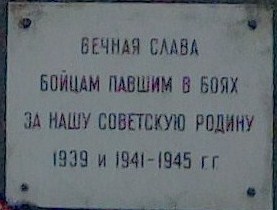 ВЕЧНАЯ СЛАВА
БОЙЦАМ ПАВШИМ В БОЯХ
ЗА НАШУ СОВЕТСКУЮ РОДИНУ
1939 и 1941-1945 г.г